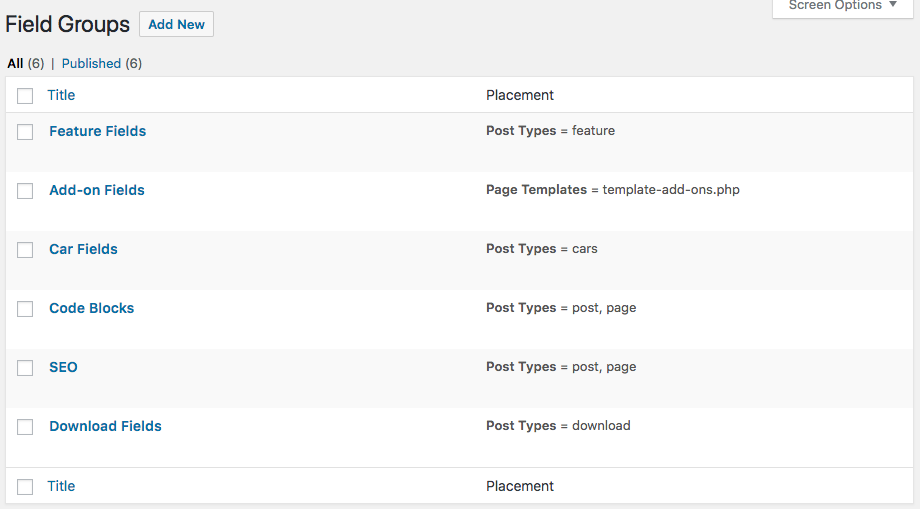 Screen Options ▼
Field Groups Add New
All (6) | Published (6)
Title Placement
Feature Fields Post Types = feature
Add-on Fields Page Templates = template-add-ons.php
Car Fields Post Types = cars
Code Blocks Post Types = post, page
SEO Post Types = post, page
Download Fields Post Types = download
Title Placement